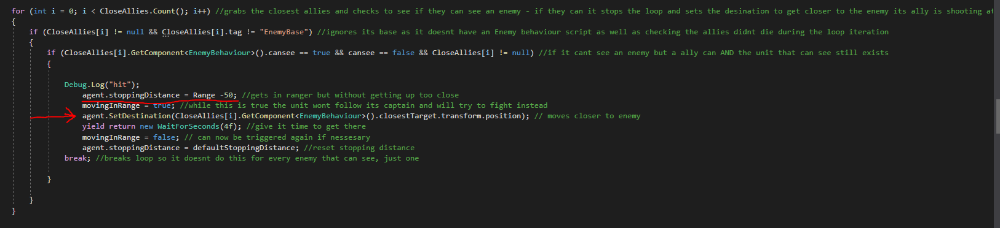 for (int i = 0; i < CloseAllies.Count(); i++) //grabs the closest allies and checks to see if they can see an enemy - if they can it stops the loop and sets the desination to get closer to the enemy its ally is shooting at
{
if (CloseAllies[i] != null && CloseAllies[i].tag != "EnemyBase") //ignores its base as it doesnt have an Enemy behaviour script as well as checking the allies didnt die during the loop iteration
{
if (CloseAllies[i].GetComponent<EnemyBehaviour>().cansee == true && cansee == false && CloseAllies[i] != null) //if it cant see an enemy but a ally can AND the unit that can see still exists
{
Debug.Log("hit");
agent.stoppingDistance = Range -50; //gets in ranger but without getting up too close
movingInRange = true; //while this is true the unit wont follow its captain and will try to fight instead
agent.SetDestination(CloseAllies[i].GetComponent<EnemyBehaviour>().closestTarget.transform.position); // moves closer to enemy
yield return new WaitForSeconds(4f); //give it time to get there
movingInRange = false; // can now be triggered again if nessesary
agent.stoppingDistance = defaultStoppingDistance; //reset stopping distance
break; //breaks loop so it doesnt do this for every enemy that can see, just one
}
}
}